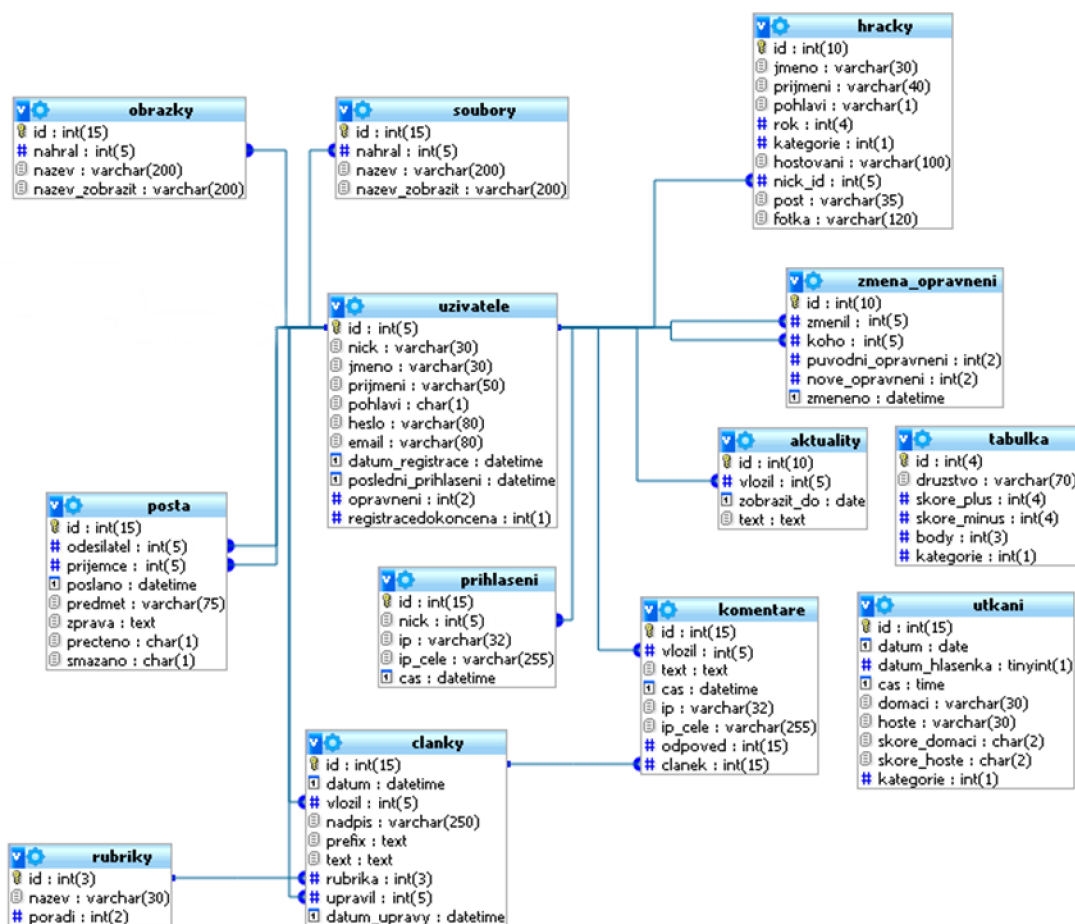 hracky
id : int(10)
jmeno : varchar(30)
prijmeni : varchar(40)
pohlavi : varchar(1)
# rok : int(4)
# kategorie : int(1)
hostovani : varchar(100)
# nick_id : int(5)
post : varchar(35)
fotka : varchar(120)
obrazky
id : int(15)
# nahral : int(5)
nazev : varchar(200)
nazev_zobrazit : varchar(200)
soubory
id : int(15)
# nahral : int(5)
nazev : varchar(200)
nazev_zobrazit : varchar(200)
zmena_opravneni
id : int(10)
# zmenil : int(5)
# koho : int(5)
# puvodni_opravneni : int(2)
# nove_opravneni : int(2)
zmeneno : datetime
uzivatele
id : int(5)
nick : varchar(30)
jmeno : varchar(30)
prijmeni : varchar(50)
pohlavi : char(1)
heslo : varchar(80)
email : varchar(80)
datum_registrace : datetime
posledni_prihlaseni : datetime
# opravneni : int(2)
# registracedokoncena : int(1)
aktuality
id : int(10)
# vlozil : int(5)
zobrazit_do : date
text : text
tabulka
id : int(4)
druzstvo : varchar(70)
# skore_plus : int(4)
# skore_minus : int(4)
# body : int(3)
# kategorie : int(1)
posta
id : int(15)
# odesilatel : int(5)
# prijemce : int(5)
poslano : datetime
predmet : varchar(75)
zprava : text
precteno : char(1)
smazano : char(1)
prihlaseni
id : int(15)
nick : int(5)
ip : varchar(32)
ip_cele : varchar(255)
cas : datetime
komentare
id : int(15)
# vlozil : int(5)
text : text
cas : datetime
ip : varchar(32)
ip_cele : varchar(255)
# odpoved : int(15)
# clanek : int(15)
utkani
id : int(15)
datum : date
# datum_hlasenka : tinyint(1)
cas : time
domaci : varchar(30)
hoste : varchar(30)
skore_domaci : char(2)
skore_hoste : char(2)
# kategorie : int(1)
clanky
id : int(15)
datum : datetime
# vlozil : int(5)
nadpis : varchar(250)
prefix : text
text : text
# rubrika : int(3)
# upravil : int(5)
datum_upravy : datetime
rubriky
id : int(3)
nazev : varchar(30)
# poradi : int(2)